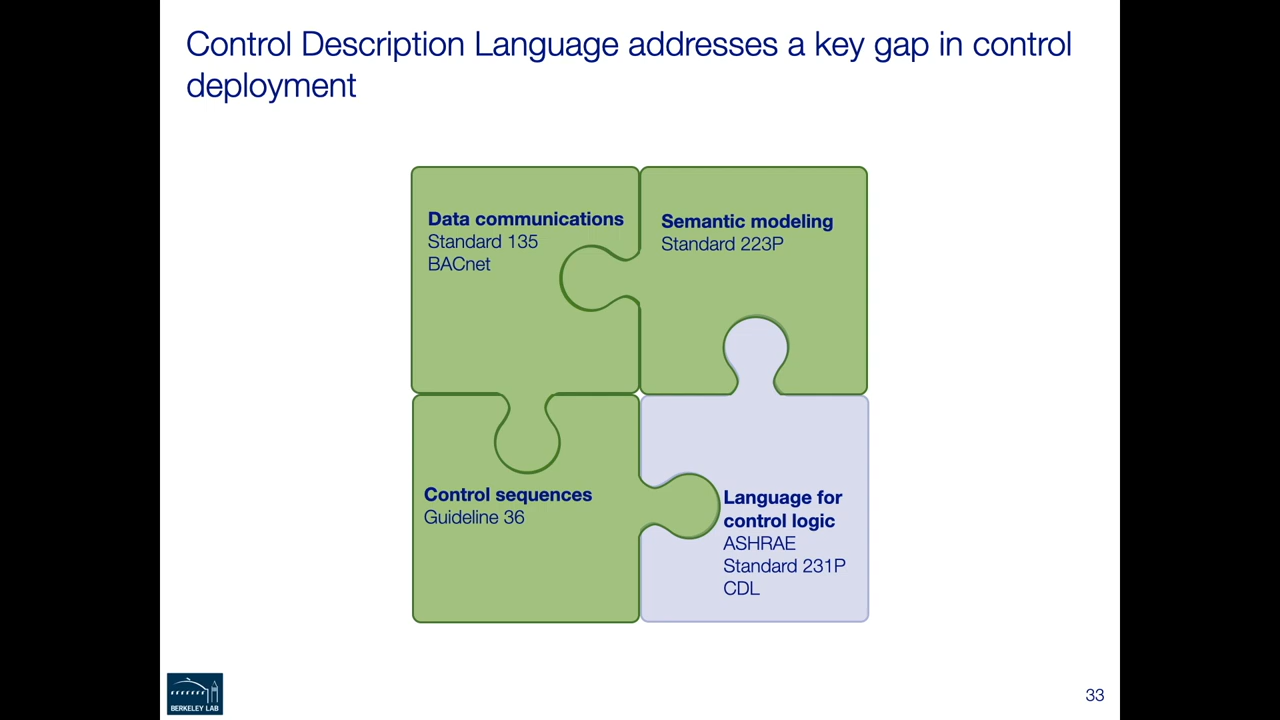 Control Description Language addresses a key gap in control
deployment
Data communications
Standard 135
BACnet
Semantic modeling
Standard 223P
Control sequences
Guideline 36
Language for
control logic
ASHRAE
Standard 231P
CDL
BERKELEY LAB
33